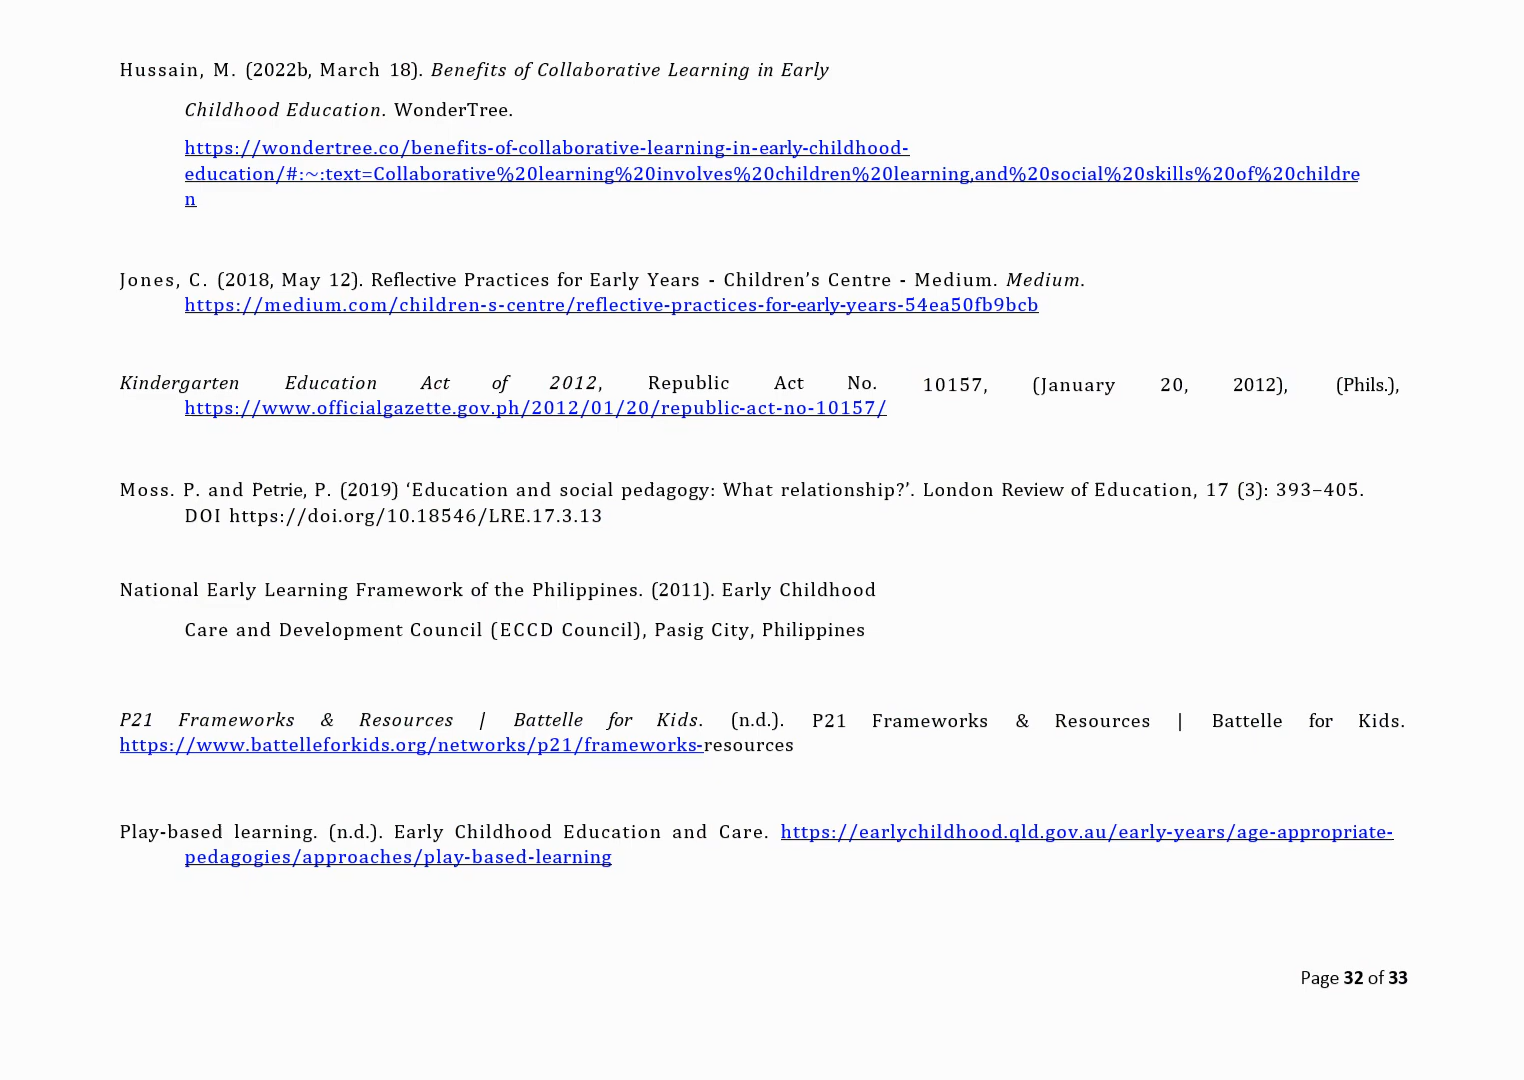 Hussain, M. (2022b, March 18). Benefits of Collaborative Learning in Early
Childhood Education. WonderTree.
https://wondertree.co/benefits-of-collaborative-learning-in-early-childhood-
education/#:~:text=Collaborative%20learning%20involves%20children%20learning,and%20social%20skills%20of%20childre
n
Jones, C. (2018, May 12). Reflective Practices for Early Years - Children’s Centre - Medium. Medium.
https://medium.com/children-s-centre/reflective-practices-for-early-years-54ea50fb9bcb
Kindergarten Education Act of 2012, Republic Act No. 10157, (January 20, 2012), (Phils.),
https://www.officialgazette.gov.ph/2012/01/20/republic-act-no-10157/
Moss. P. and Petrie, P. (2019) ‘Education and social pedagogy: What relationship?’. London Review of Education, 17 (3): 393–405.
DOI https://doi.org/10.18546/LRE.17.3.13
National Early Learning Framework of the Philippines. (2011). Early Childhood
Care and Development Council (ECCD Council), Pasig City, Philippines
P21 Frameworks & Resources | Battelle for Kids. (n.d.). P21 Frameworks & Resources | Battelle for Kids.
https://www.battelleforkids.org/networks/p21/frameworks-resources
Play-based learning. (n.d.). Early Childhood Education and Care. https://earlychildhood.qld.gov.au/early-years/age-appropriate-
pedagogies/approaches/play-based-learning
Page 32 of 33